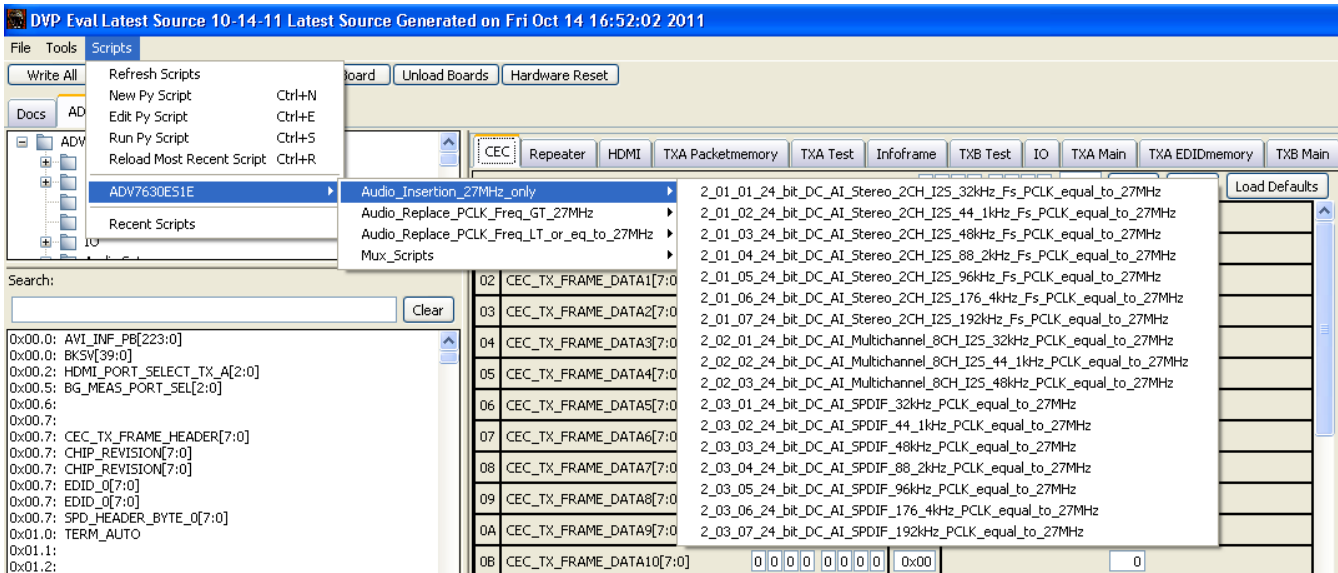 DVP Eval Latest Source 10-14-11 Latest Source Generated on Fri Oct 14 16:52:02 2011
File Tools Scripts
Write All Board Unload Boards Hardware Reset
Refresh Scripts
New Py Script Ctrl+N
Edit Py Script Ctrl+E
Run Py Script Ctrl+S
Reload Most Recent Script Ctrl+R
ADV7630ES1E
Recent Scripts
Docs AD
ADV
IO
Audio_Insertion_27MHz_only
Audio_Replace_PCLK_Freq_GT_27MHz
Audio_Replace_PCLK_Freq_LT_or_eq_to_27MHz
Mux_Scripts
CEC Repeater HDMI TXA Packetmemory TXA Test Infoframe TXB Test IO TXA Main TXA EDIDmemory TXB Main
Load Defaults
2_01_01_24_bit_DC_AI_Stereo_2CH_I2S_32kHz_Fs_PCLK_equal_to_27MHz
2_01_02_24_bit_DC_AI_Stereo_2CH_I2S_44_1kHz_Fs_PCLK_equal_to_27MHz
2_01_03_24_bit_DC_AI_Stereo_2CH_I2S_48kHz_Fs_PCLK_equal_to_27MHz
2_01_04_24_bit_DC_AI_Stereo_2CH_I2S_88_2kHz_Fs_PCLK_equal_to_27MHz
2_01_05_24_bit_DC_AI_Stereo_2CH_I2S_96kHz_Fs_PCLK_equal_to_27MHz
2_01_06_24_bit_DC_AI_Stereo_2CH_I2S_176_4kHz_Fs_PCLK_equal_to_27MHz
2_01_07_24_bit_DC_AI_Stereo_2CH_I2S_192kHz_Fs_PCLK_equal_to_27MHz
2_02_01_24_bit_DC_AI_Multichannel_8CH_I2S_32kHz_PCLK_equal_to_27MHz
2_02_02_24_bit_DC_AI_Multichannel_8CH_I2S_44_1kHz_PCLK_equal_to_27MHz
2_02_03_24_bit_DC_AI_Multichannel_8CH_I2S_48kHz_PCLK_equal_to_27MHz
2_03_01_24_bit_DC_AI_SPDIF_32kHz_PCLK_equal_to_27MHz
2_03_02_24_bit_DC_AI_SPDIF_44_1kHz_PCLK_equal_to_27MHz
2_03_03_24_bit_DC_AI_SPDIF_48kHz_PCLK_equal_to_27MHz
2_03_04_24_bit_DC_AI_SPDIF_88_2kHz_PCLK_equal_to_27MHz
2_03_05_24_bit_DC_AI_SPDIF_96kHz_PCLK_equal_to_27MHz
2_03_06_24_bit_DC_AI_SPDIF_176_4kHz_PCLK_equal_to_27MHz
2_03_07_24_bit_DC_AI_SPDIF_192kHz_PCLK_equal_to_27MHz
Search:
Clear
0x00.0: AVI_INF_PB[223:0]
0x00.0: BKSV[39:0]
0x00.2: HDMI_PORT_SELECT_TX_A[2:0]
0x00.5: BG_MEAS_PORT_SEL[2:0]
0x00.6:
0x00.7:
0x00.7: CEC_TX_FRAME_HEADER[7:0]
0x00.7: CHIP_REVISION[7:0]
0x00.7: CHIP_REVISION[7:0]
0x00.7: EDID_0[7:0]
0x00.7: EDID_0[7:0]
0x00.7: SPD_HEADER_BYTE_0[7:0]
0x01.0: TERM_AUTO
0x01.1:
0x01.2:
02 CEC_TX_FRAME_DATA1[7:0
03 CEC_TX_FRAME_DATA2[7:0
04 CEC_TX_FRAME_DATA3[7:0
05 CEC_TX_FRAME_DATA4[7:0
06 CEC_TX_FRAME_DATA5[7:0
07 CEC_TX_FRAME_DATA6[7:0
08 CEC_TX_FRAME_DATA7[7:0
09 CEC_TX_FRAME_DATA8[7:0
0A CEC_TX_FRAME_DATA9[7:0
0B CEC_TX_FRAME_DATA10[7:0] 0 0 0 0 0 0 0 0 0x00 0